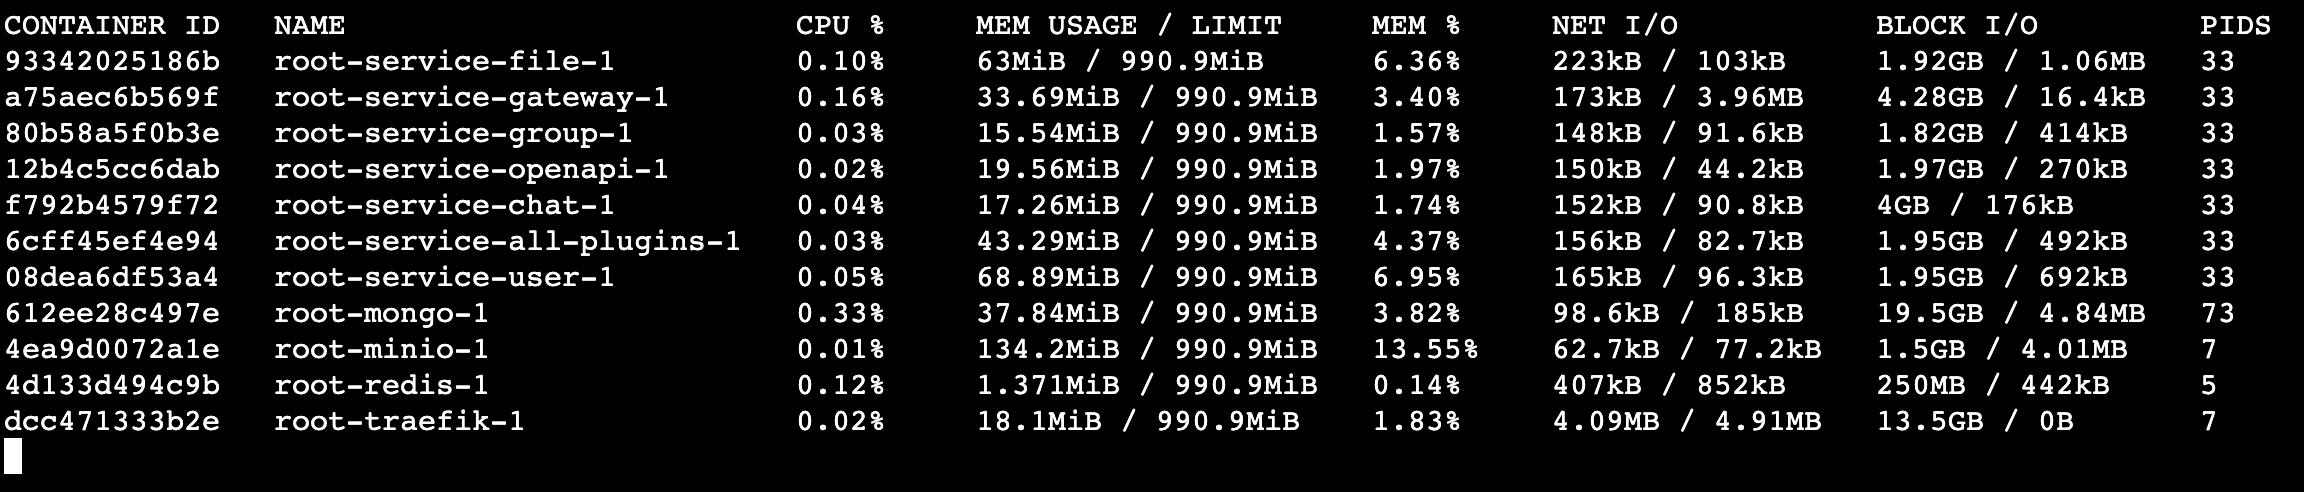 CONTAINER ID   NAME                         CPU %     MEM USAGE / LIMIT     MEM %     NET I/O           BLOCK I/O         PIDS
93342025186b   root-service-file-1          0.10%     63MiB / 990.9MiB      6.36%     223kB / 103kB     1.92GB / 1.06MB   33
a75aec6b569f   root-service-gateway-1       0.16%     33.69MiB / 990.9MiB   3.40%     173kB / 3.96MB    4.28GB / 16.4kB   33
80b58a5f0b3e   root-service-group-1         0.03%     15.54MiB / 990.9MiB   1.57%     148kB / 91.6kB    1.82GB / 414kB    33
12b4c5cc6dab   root-service-openapi-1       0.02%     19.56MiB / 990.9MiB   1.97%     150kB / 44.2kB    1.97GB / 270kB    33
f792b4579f72   root-service-chat-1          0.04%     17.26MiB / 990.9MiB   1.74%     152kB / 90.8kB    4GB / 176kB       33
6cff45ef4e94   root-service-all-plugins-1   0.03%     43.29MiB / 990.9MiB   4.37%     156kB / 82.7kB    1.95GB / 492kB    33
08dea6df53a4   root-service-user-1          0.05%     68.89MiB / 990.9MiB   6.95%     165kB / 96.3kB    1.95GB / 692kB    33
612ee28c497e   root-mongo-1                 0.33%     37.84MiB / 990.9MiB   3.82%     98.6kB / 185kB    19.5GB / 4.84MB   73
4ea9d0072a1e   root-minio-1                 0.01%     134.2MiB / 990.9MiB   13.55%    62.7kB / 77.2kB   1.5GB / 4.01MB    7
4d133d494c9b   root-redis-1                 0.12%     1.371MiB / 990.9MiB   0.14%     407kB / 852kB     250MB / 442kB     5
dcc471333b2e   root-traefik-1               0.02%     18.1MiB / 990.9MiB    1.83%     4.09MB / 4.91MB   13.5GB / 0B       7